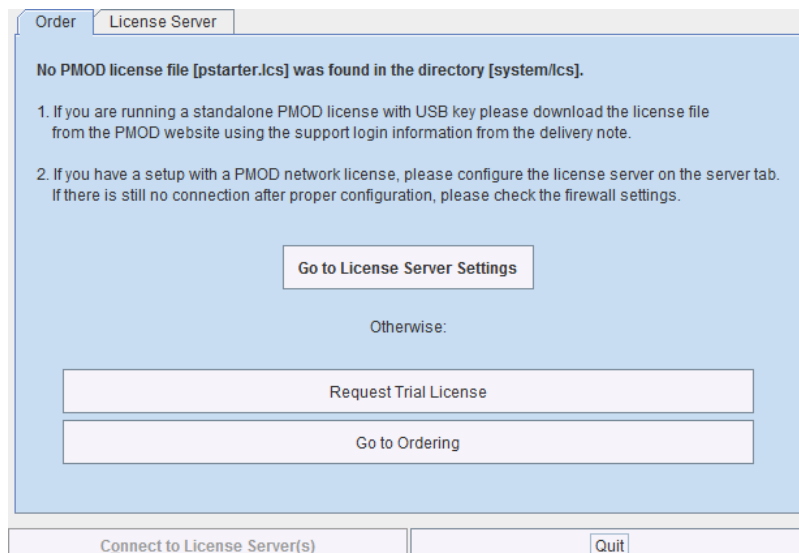 Order
License Server
No PMOD license file [pstarter.lcs] was found in the directory [system/lcs].
1. If you are running a standalone PMOD license with USB key please download the license file
from the PMOD website using the support login information from the delivery note.
2. If you have a setup with a PMOD network license, please configure the license server on the server tab.
If there is still no connection after proper configuration, please check the firewall settings.
Go to License Server Settings
Otherwise:
Request Trial License
Go to Ordering
Connect to License Server(s)
Quit